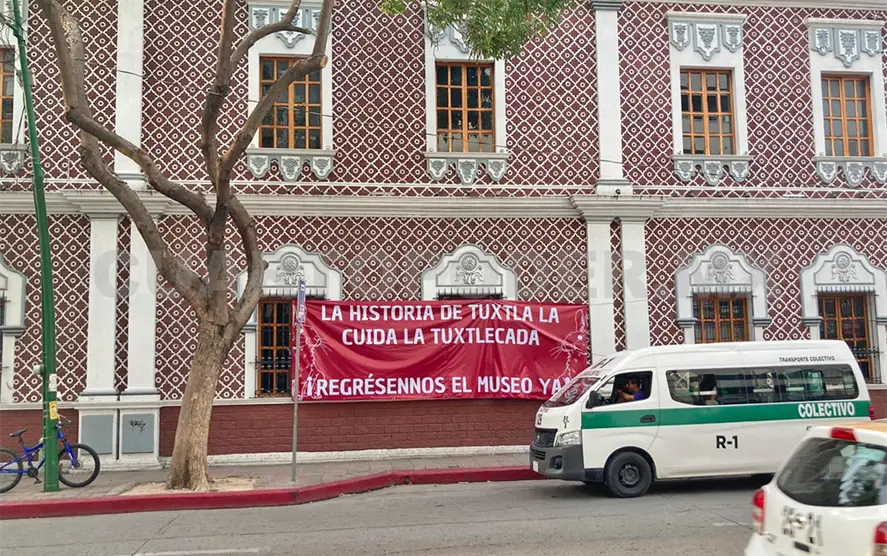 LA HISTORIA DE TUXTLA LA
CUIDA LA TUXTLECADA
¡REGRÉSENNOS EL MUSEO YA!
TRANSPORTE COLECTIVO
COLECTIVO
R-1